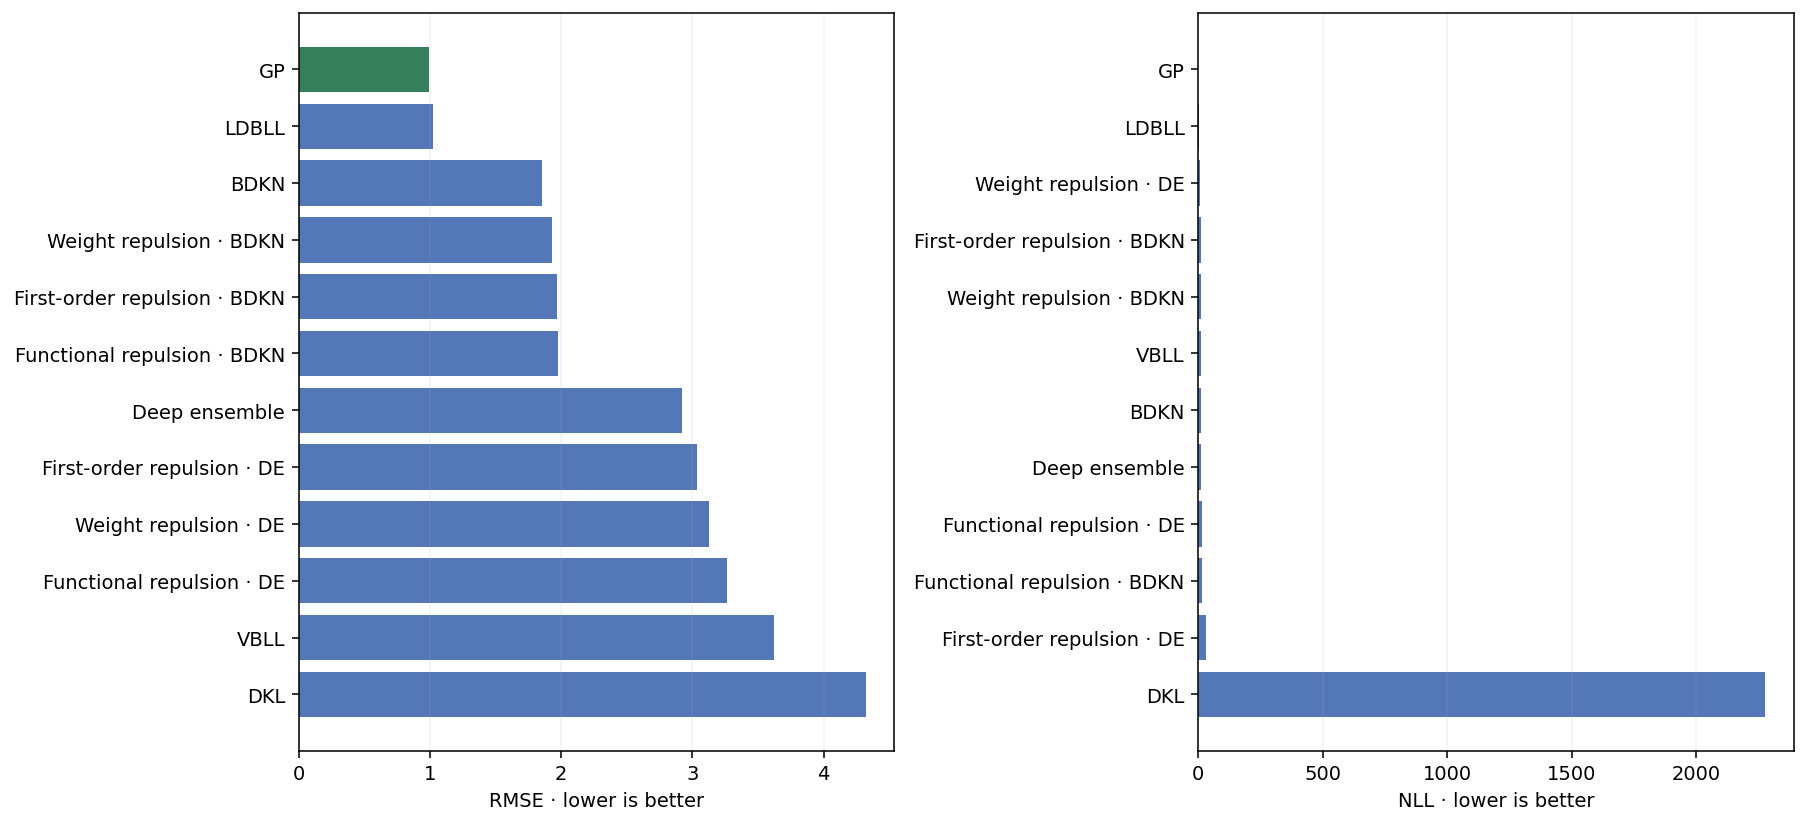 GP
LDBLL
BDKN
Weight repulsion · BDKN
First-order repulsion · BDKN
Functional repulsion · BDKN
Deep ensemble
First-order repulsion · DE
Weight repulsion · DE
Functional repulsion · DE
VBLL
DKL
0 1 2 3 4
RMSE · lower is better
GP
LDBLL
Weight repulsion · DE
First-order repulsion · BDKN
Weight repulsion · BDKN
VBLL
BDKN
Deep ensemble
Functional repulsion · DE
Functional repulsion · BDKN
First-order repulsion · DE
DKL
0 500 1000 1500 2000
NLL · lower is better